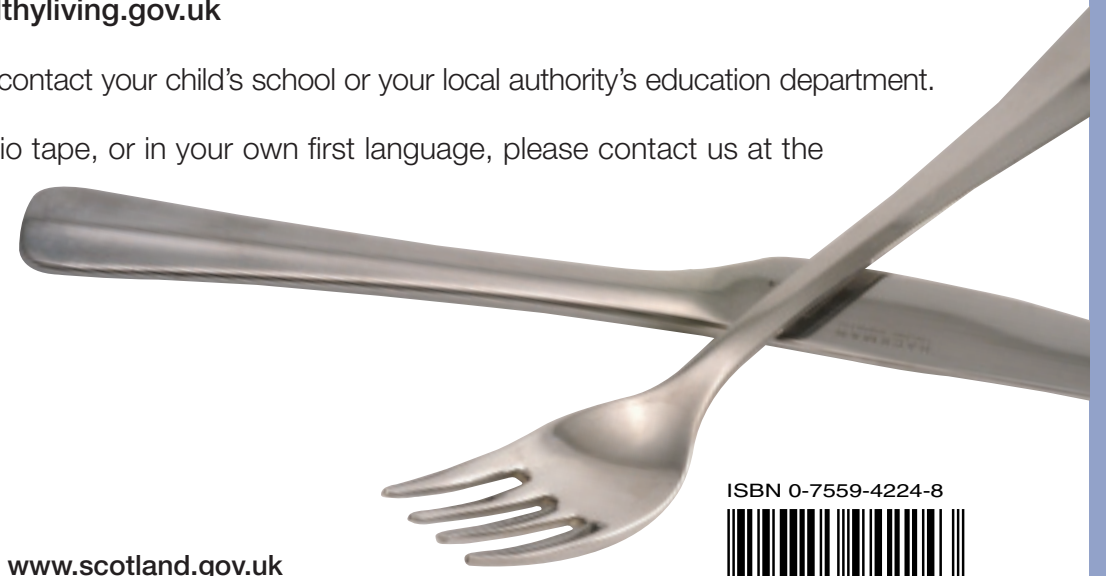 lthyliving.gov.uk
contact your child's school or your local authority's education department.
io tape, or in your own first language, please contact us at the
ISBN 0-7559-4224-8
www.scotland.gov.uk